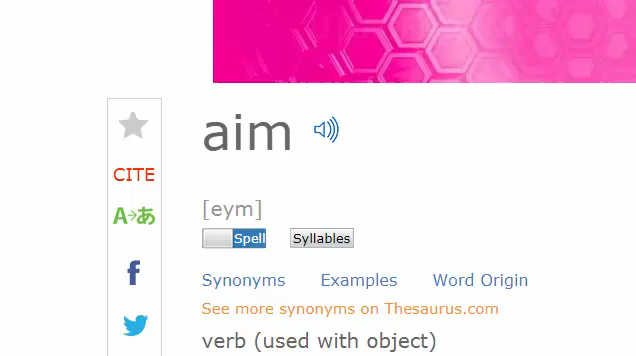 aim
CITE
A→あ
[eym]
Spell Syllables
f
Synonyms Examples Word Origin
See more synonyms on Thesaurus.com
verb (used with object)